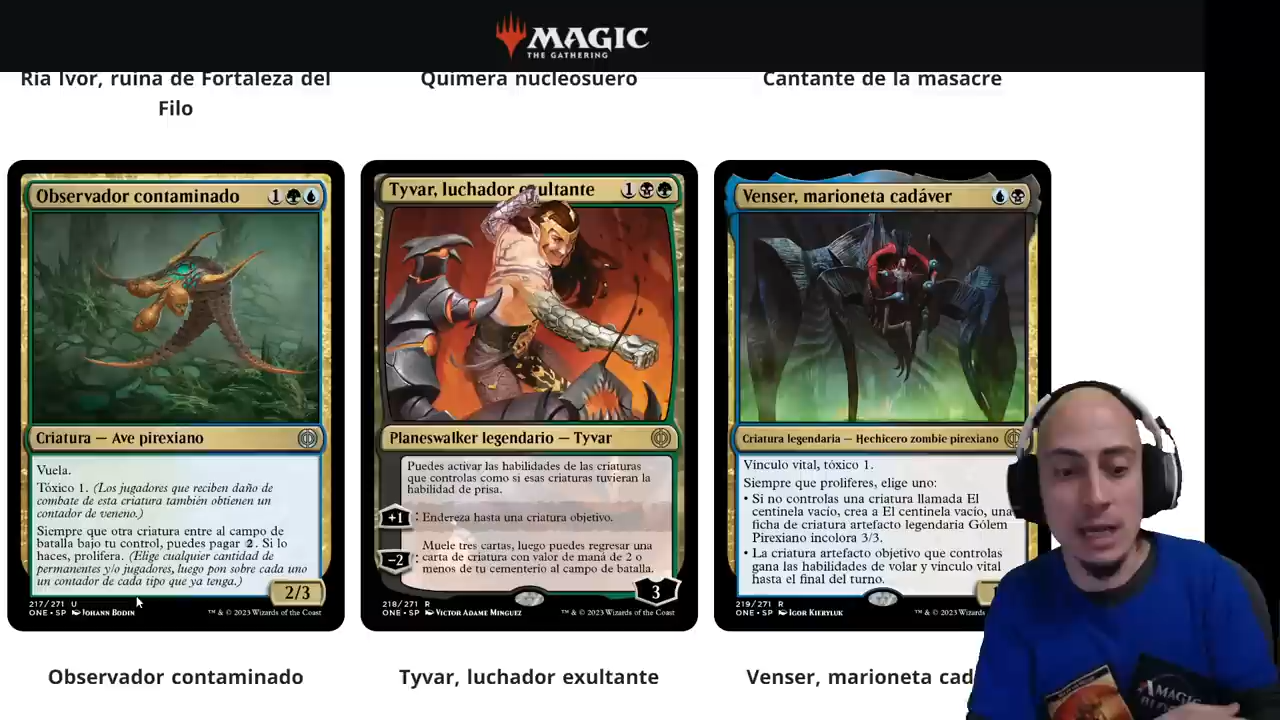 MAGIC
THE GATHERING
Ria Ivor, ruina de Fortaleza del
Filo
Quimera nucleosuero
Cantante de la masacre
Observador contaminado 1
Criatura — Ave pirexiano
Vuela.
Tóxico 1. (Los jugadores que reciben daño de
combate de esta criatura también obtienen un
contador de veneno.)
Siempre que otra criatura entre al campo de
batalla bajo tu control, puedes pagar 2. Si lo
haces, prolifera. (Elige cualquier cantidad de
permanentes y/o jugadores, luego pon sobre cada uno
un contador de cada tipo que ya tenga.)
2/3
217/271 U
ONE • SP Johann Bodin
™ & © 2023 Wizards of the Coast
Observador contaminado
Tyvar, luchador exultante 1
Planeswalker legendario — Tyvar
Puedes activar las habilidades de las criaturas
que controlas como si esas criaturas tuvieran la
habilidad de prisa.
+1 : Endereza hasta una criatura objetivo.
−2 : Muele tres cartas, luego puedes regresar una
carta de criatura con valor de maná de 2 o
menos de tu cementerio al campo de batalla.
3
218/271 R
ONE • SP Victor Adame Minguez
™ & © 2023 Wizards of the Coast
Tyvar, luchador exultante
Venser, marioneta cadáver
Criatura legendaria — Hechicero zombie pirexiano
Vínculo vital, tóxico 1.
Siempre que proliferes, elige uno:
• Si no controlas una criatura llamada El
centinela vacío, crea a El centinela vacío, una
ficha de criatura artefacto legendaria Gólem
Pirexiano incolora 3/3.
• La criatura artefacto objetivo que controlas
gana las habilidades de volar y vínculo vital
hasta el final del turno.
219/271 R
ONE • SP Igor Kieryluk
™ & © 2023 Wizards
Venser, marioneta cad
MAGIC